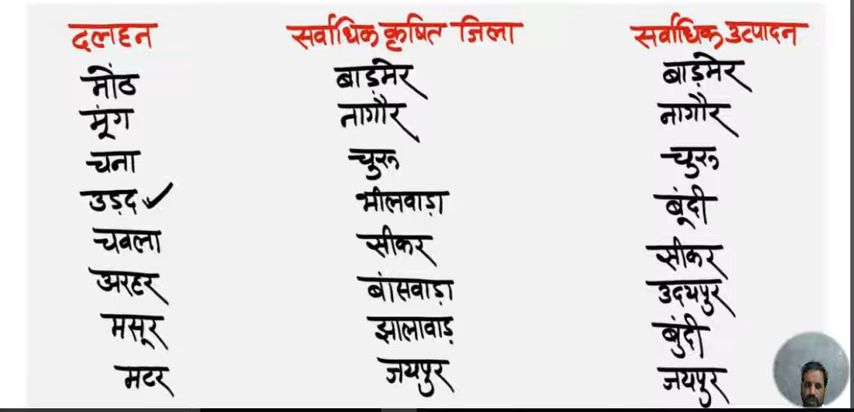 दलहन सर्वाधिक कृषित जिला सर्वाधिक उत्पादन
मोंठ बाड़मेर बाड़मेर
मूंग नागौर नागौर
चना चुरू चुरू
उड़द भीलवाड़ा बूंदी
चवला सीकर सीकर
अरहर बांसवाड़ा उदयपुर
मसूर झालावाड़ बुंदी
मटर जयपुर जयपुर